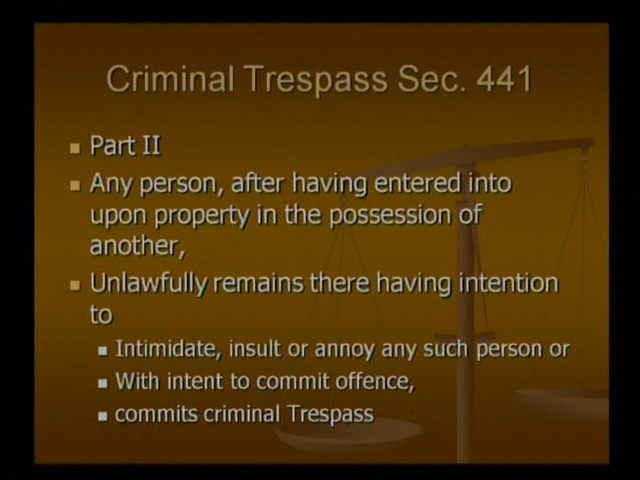 Criminal Trespass Sec. 441
Part II
Any person, after having entered into
upon property in the possession of
another,
Unlawfully remains there having intention
to
Intimidate, insult or annoy any such person or
With intent to commit offence,
commits criminal Trespass